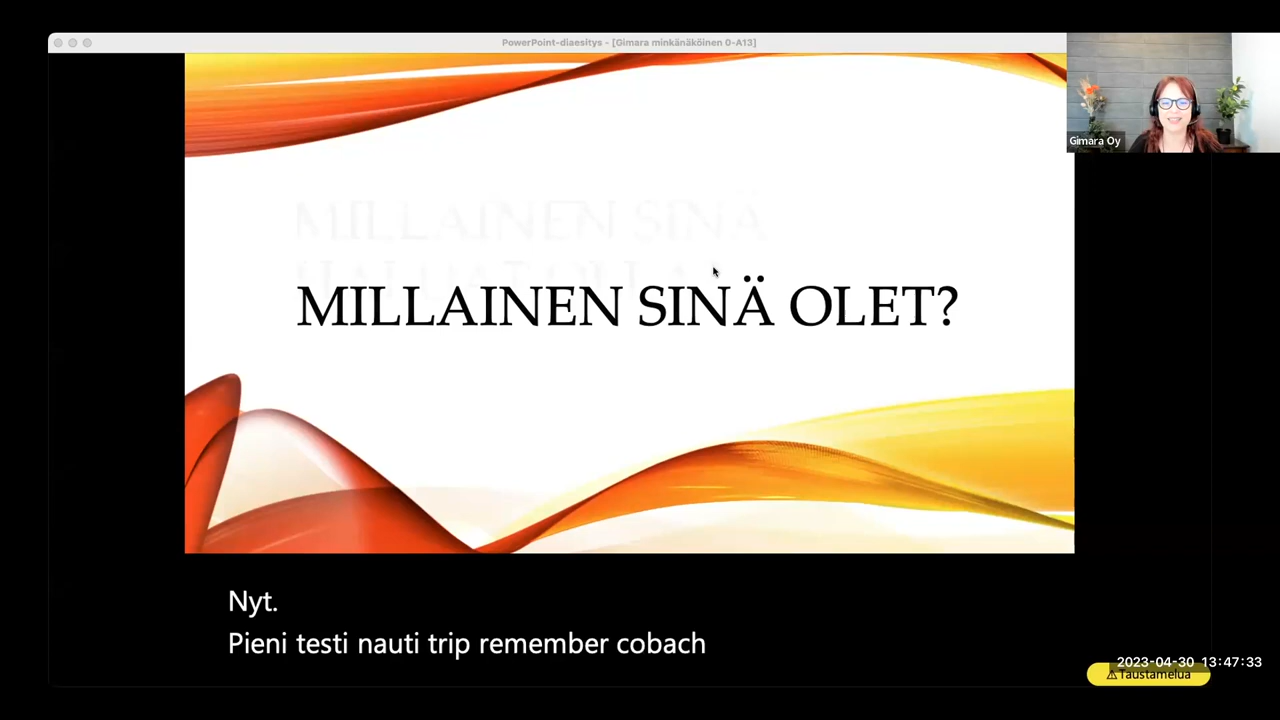 PowerPoint-diaesitys - [Gimara minkänäköinen 0-A13]
Gimara Oy
MILLAINEN SINÄ
MILLAINEN SINÄ OLET?
Nyt.
Pieni testi nauti trip remember cobach
2023-04-30 13:47:33
⚠Taustamelua